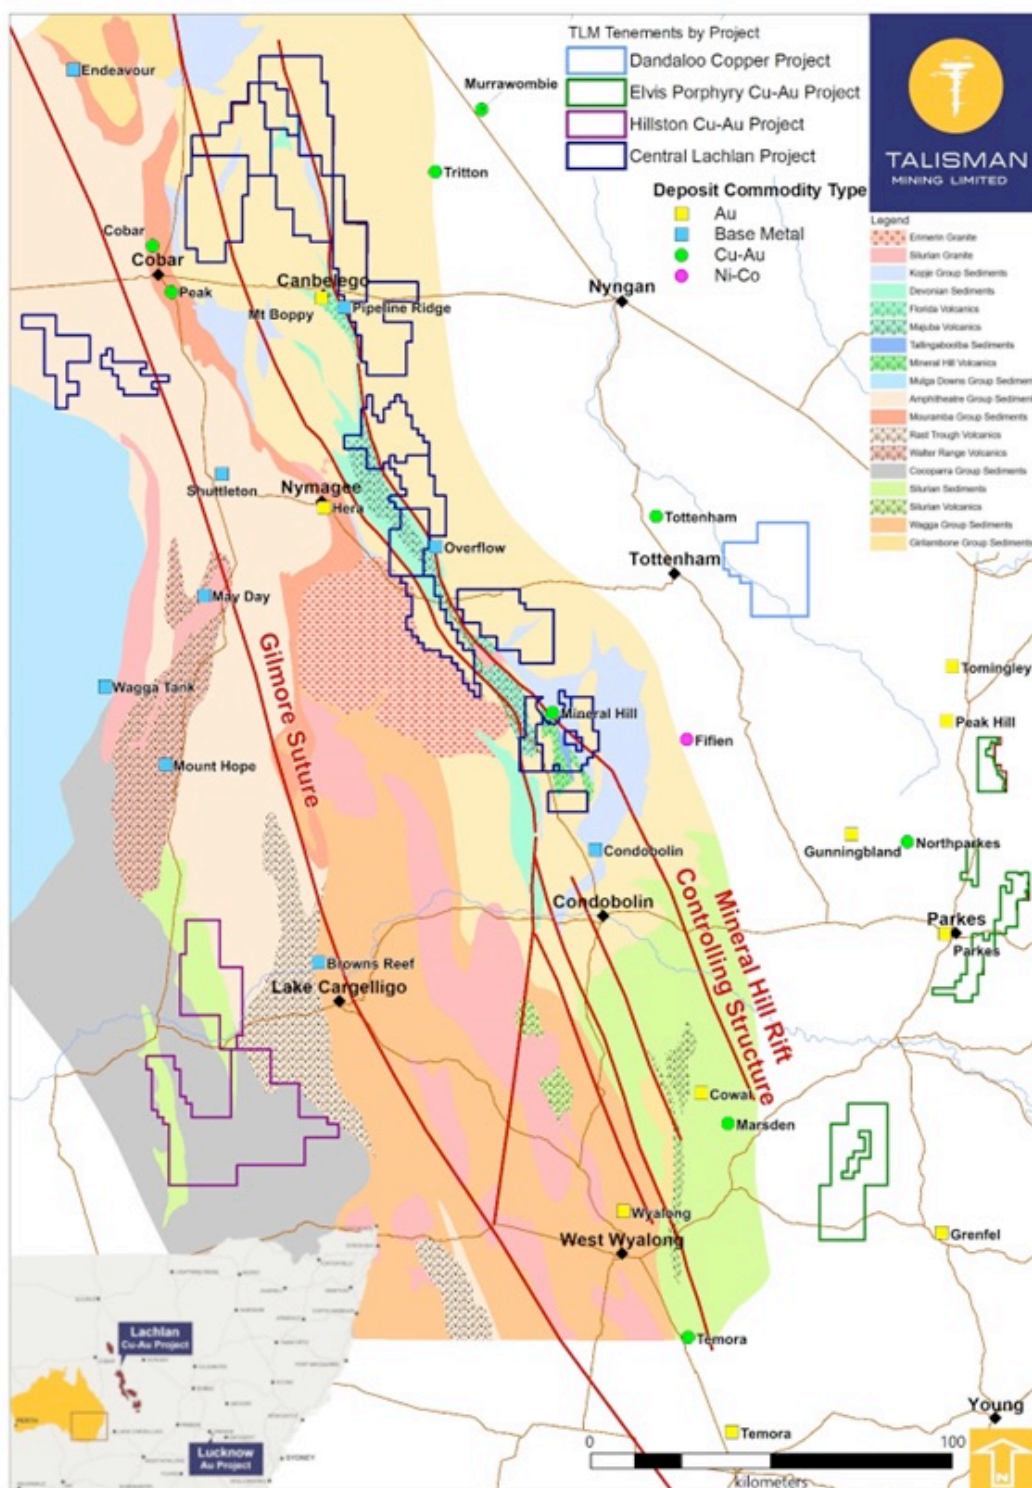 TLM Tenements by Project
Dandaloo Copper Project
Elvis Porphyry Cu-Au Project
Hillston Cu-Au Project
Central Lachlan Project
Deposit Commodity Type
Au
Base Metal
Cu-Au
Ni-Co
TALISMAN
MINING LIMITED
Legend
Erimerin Granite
Silurian Granite
Kopje Group Sediments
Devonian Sediments
Florida Volcanics
Majuba Volcanics
Tallingaboolba Sediments
Mineral Hill Volcanics
Mulga Downs Group Sediment
Amphitheatre Group Sediment
Mouramba Group Sediments
Rast Trough Volcanics
Walter Range Volcanics
Cocoparra Group Sediments
Silurian Sediments
Silurian Volcanics
Wagga Group Sediments
Girilambone Group Sediments
Endeavour
Murrawombie
Tritton
Cobar
Cobar
Peak
Canbelego
Mt Boppy
Pipeline Ridge
Nyngan
Shuttleton
Nymagee
Hera
Overflow
Tottenham
Tottenham
May Day
Gilmore Suture
Tomingley
Wagga Tank
Mineral Hill
Peak Hill
Fifien
Mount Hope
Gunningbland
Northparkes
Condobolin
Condobolin
Mineral Hill Rift
Controlling Structure
Parkes
Parkes
Browns Reef
Lake Cargelligo
Cowal
Marsden
Wyalong
West Wyalong
Grenfel
Temora
Young
Temora
0
100
kilometers
N
Lachlan
Cu-Au Project
PERTH
Lucknow
Au Project
SYDNEY